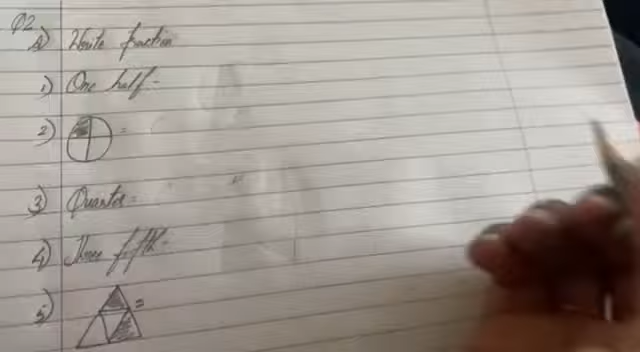 Q2
A) Write fraction
1) One half =
2) =
3) Quarter =
4) Three fifth =
5) =